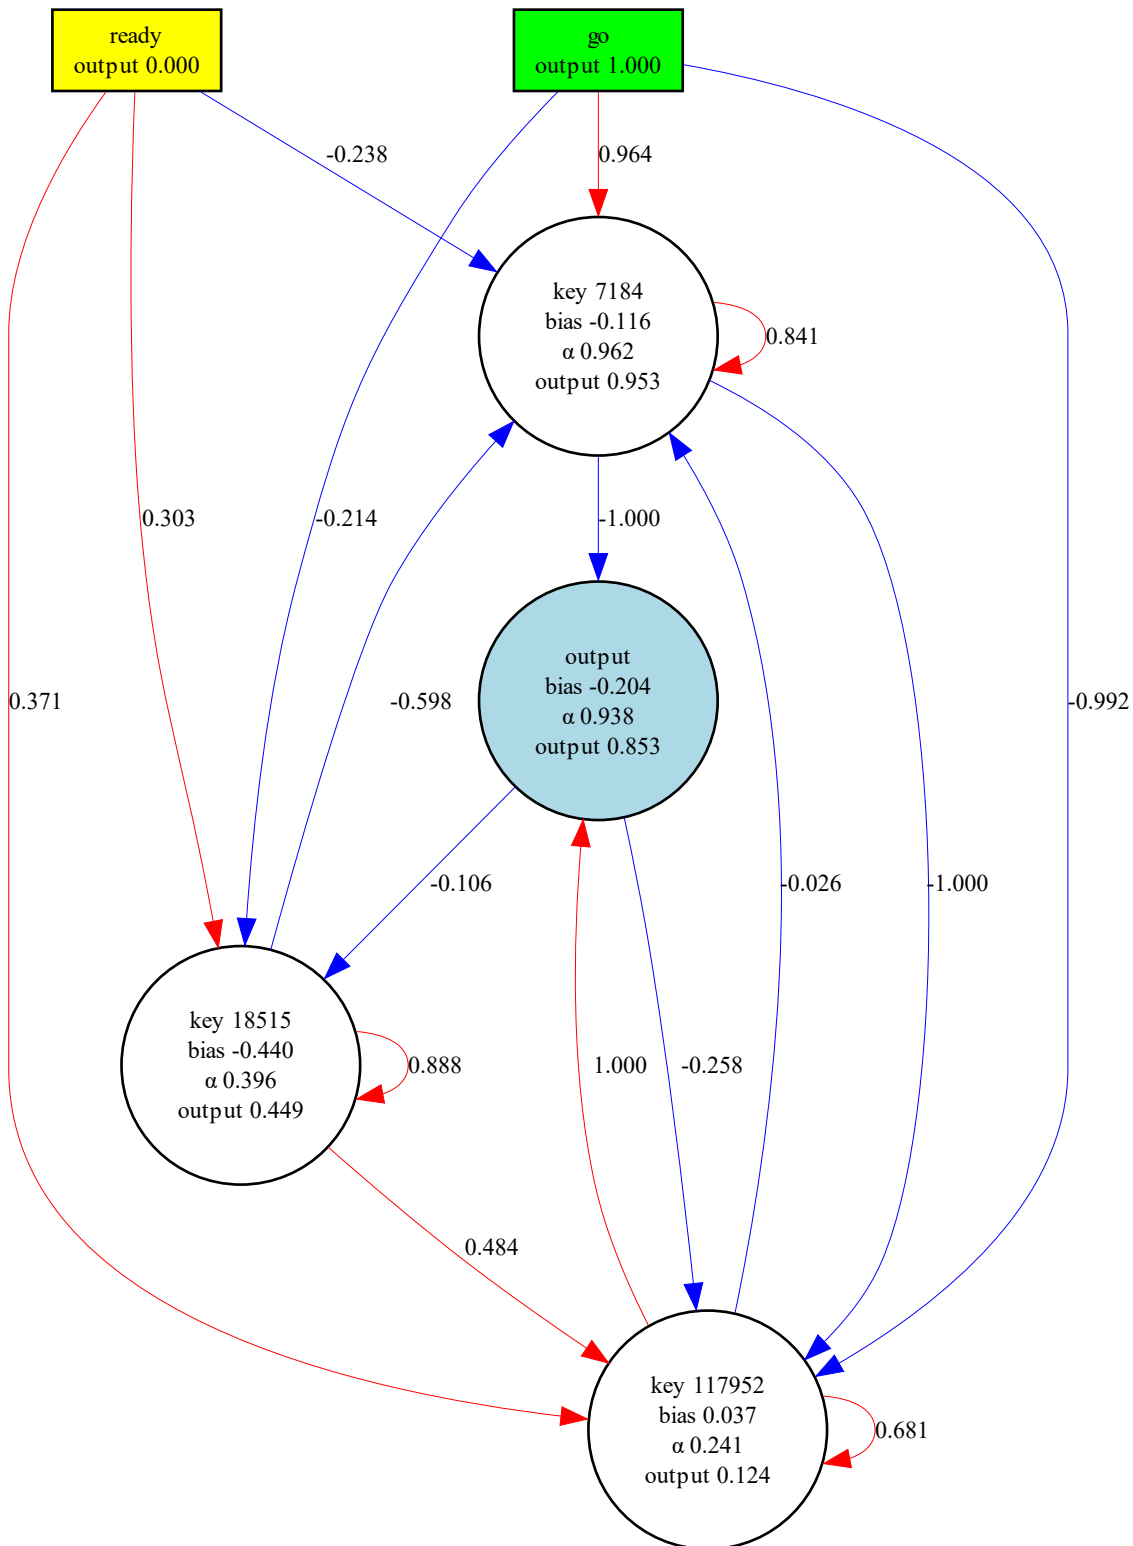 ready
output 0.000
go
output 1.000
-0.238
0.964
key 7184
bias -0.116
α 0.962
output 0.953
0.841
0.303
-0.214
-1.000
0.371
-0.598
output
bias -0.204
α 0.938
output 0.853
-0.992
-0.106
-0.026
-1.000
key 18515
bias -0.440
α 0.396
output 0.449
0.888
1.000
-0.258
0.484
key 117952
bias 0.037
α 0.241
output 0.124
0.681